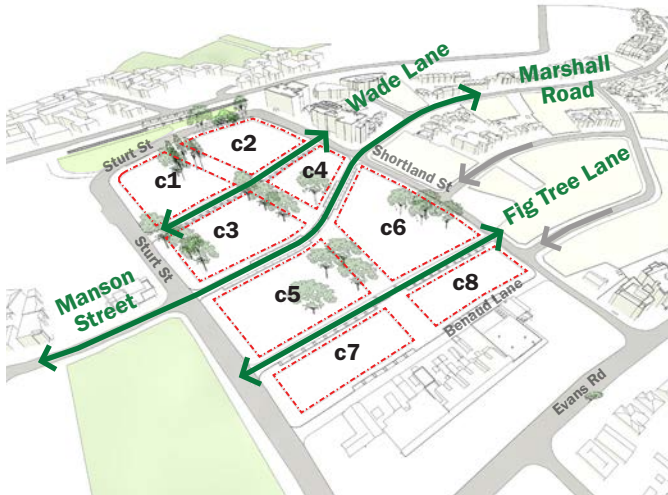 Wade Lane
Marshall
Road
Sturt St
c2
c1
c4
Shortland St
Fig Tree Lane
c3
c6
Sturt St
Manson
Street
c5
c8
Benaud Lane
c7
Evans Rd